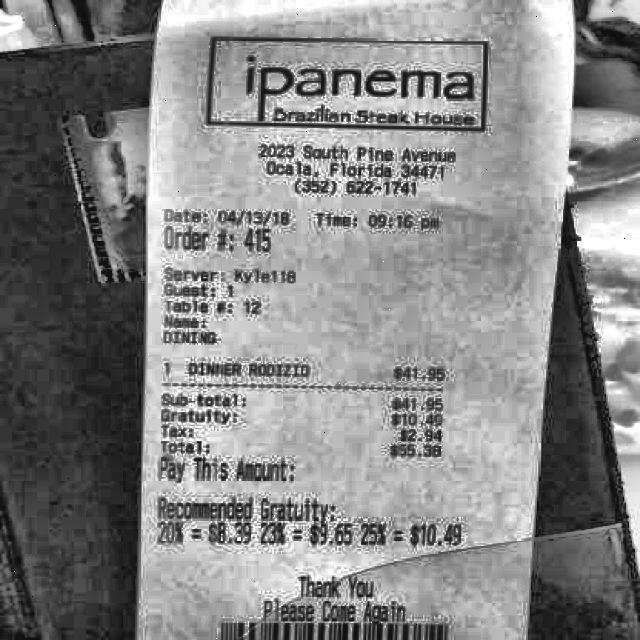 ipanema
Brazilian Steak House
2023 South Pine Avenue
Ocala, Florida 34471
(352) 622-1741
Date: 04/13/18 Time: 09:16 pm
Order #: 415
Server: Kyle118
Guest: 1
Table #: 12
Name:
DINING
1 DINNER RODIZIO $41.95
Sub-total: $41.95
Gratuity: $10.49
Tax: $2.94
Total: $55.38
Pay This Amount:
Recommended Gratuity:
20% = $8.39 23% = $9.65 25% = $10.49
Thank You
Please Come Again